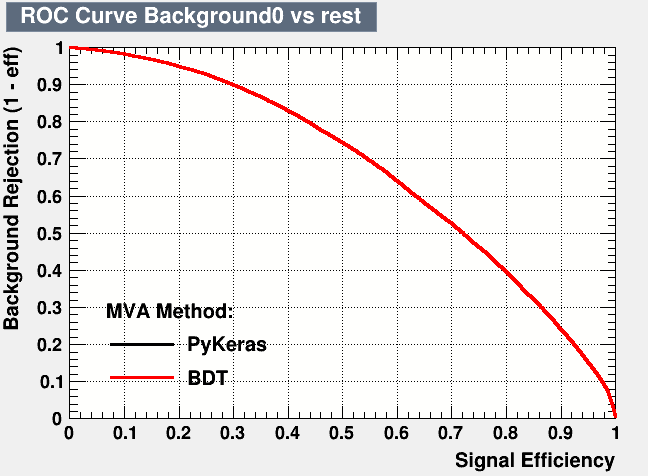 ROC Curve Background0 vs rest
Background Rejection (1 - eff)
1
0.9
0.8
0.7
0.6
0.5
0.4
0.3
0.2
0.1
0
MVA Method:
PyKeras
BDT
0 0.1 0.2 0.3 0.4 0.5 0.6 0.7 0.8 0.9 1
Signal Efficiency